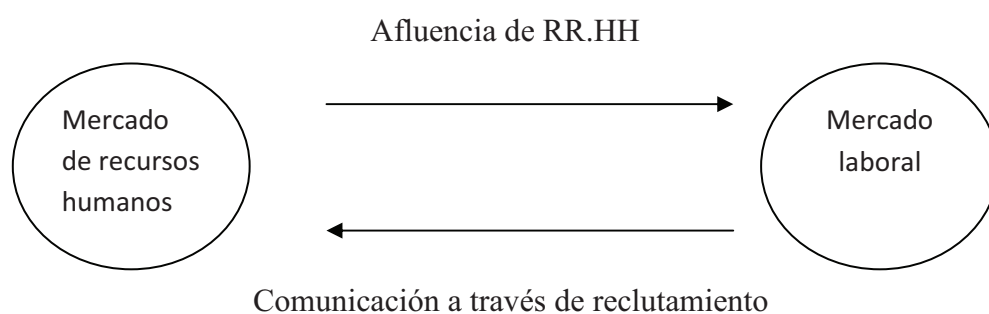 Afluencia de RR.HH
Mercado
de recursos
humanos
Mercado
laboral
Comunicación a través de reclutamiento